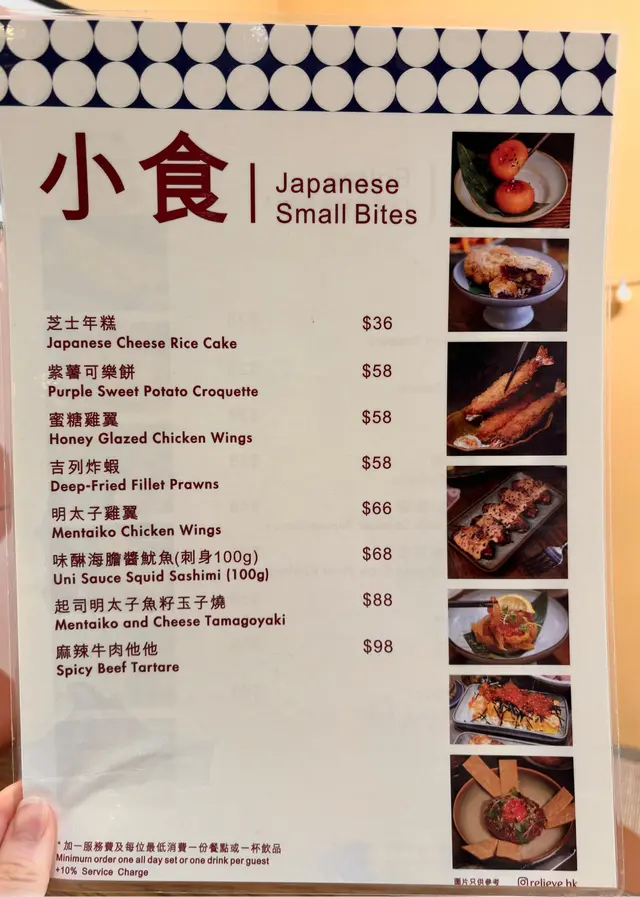 小食
Japanese
Small Bites
芝士年糕 $36
Japanese Cheese Rice Cake
紫薯可樂餅 $58
Purple Sweet Potato Croquette
蜜糖雞翼 $58
Honey Glazed Chicken Wings
吉列炸蝦 $58
Deep-Fried Fillet Prawns
明太子雞翼 $66
Mentaiko Chicken Wings
味醂海膽醬魷魚(刺身100g) $68
Uni Sauce Squid Sashimi (100g)
起司明太子魚籽玉子燒 $88
Mentaiko and Cheese Tamagoyaki
麻辣牛肉他他 $98
Spicy Beef Tartare
* 加一服務費及每位最低消費一份餐點或一杯飲品
Minimum order one all day set or one drink per guest
+10% Service Charge
圖片只供參考 relieve.hk